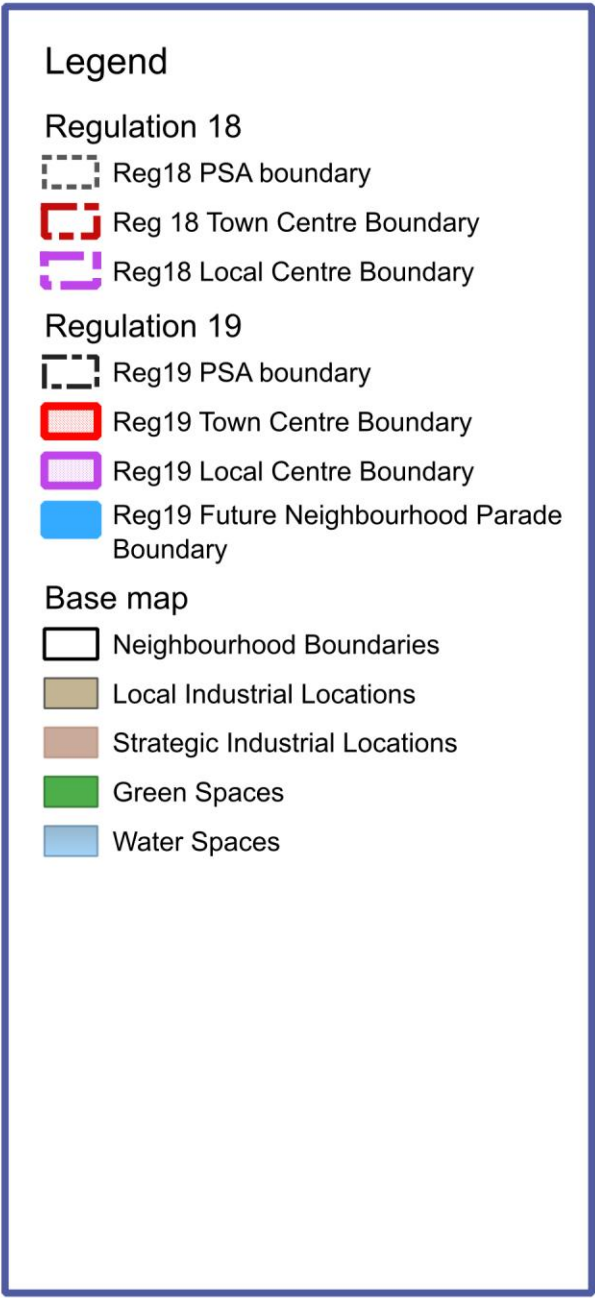 Legend
Regulation 18
Reg18 PSA boundary
Reg 18 Town Centre Boundary
Reg18 Local Centre Boundary
Regulation 19
Reg19 PSA boundary
Reg19 Town Centre Boundary
Reg19 Local Centre Boundary
Reg19 Future Neighbourhood Parade
Boundary
Base map
Neighbourhood Boundaries
Local Industrial Locations
Strategic Industrial Locations
Green Spaces
Water Spaces